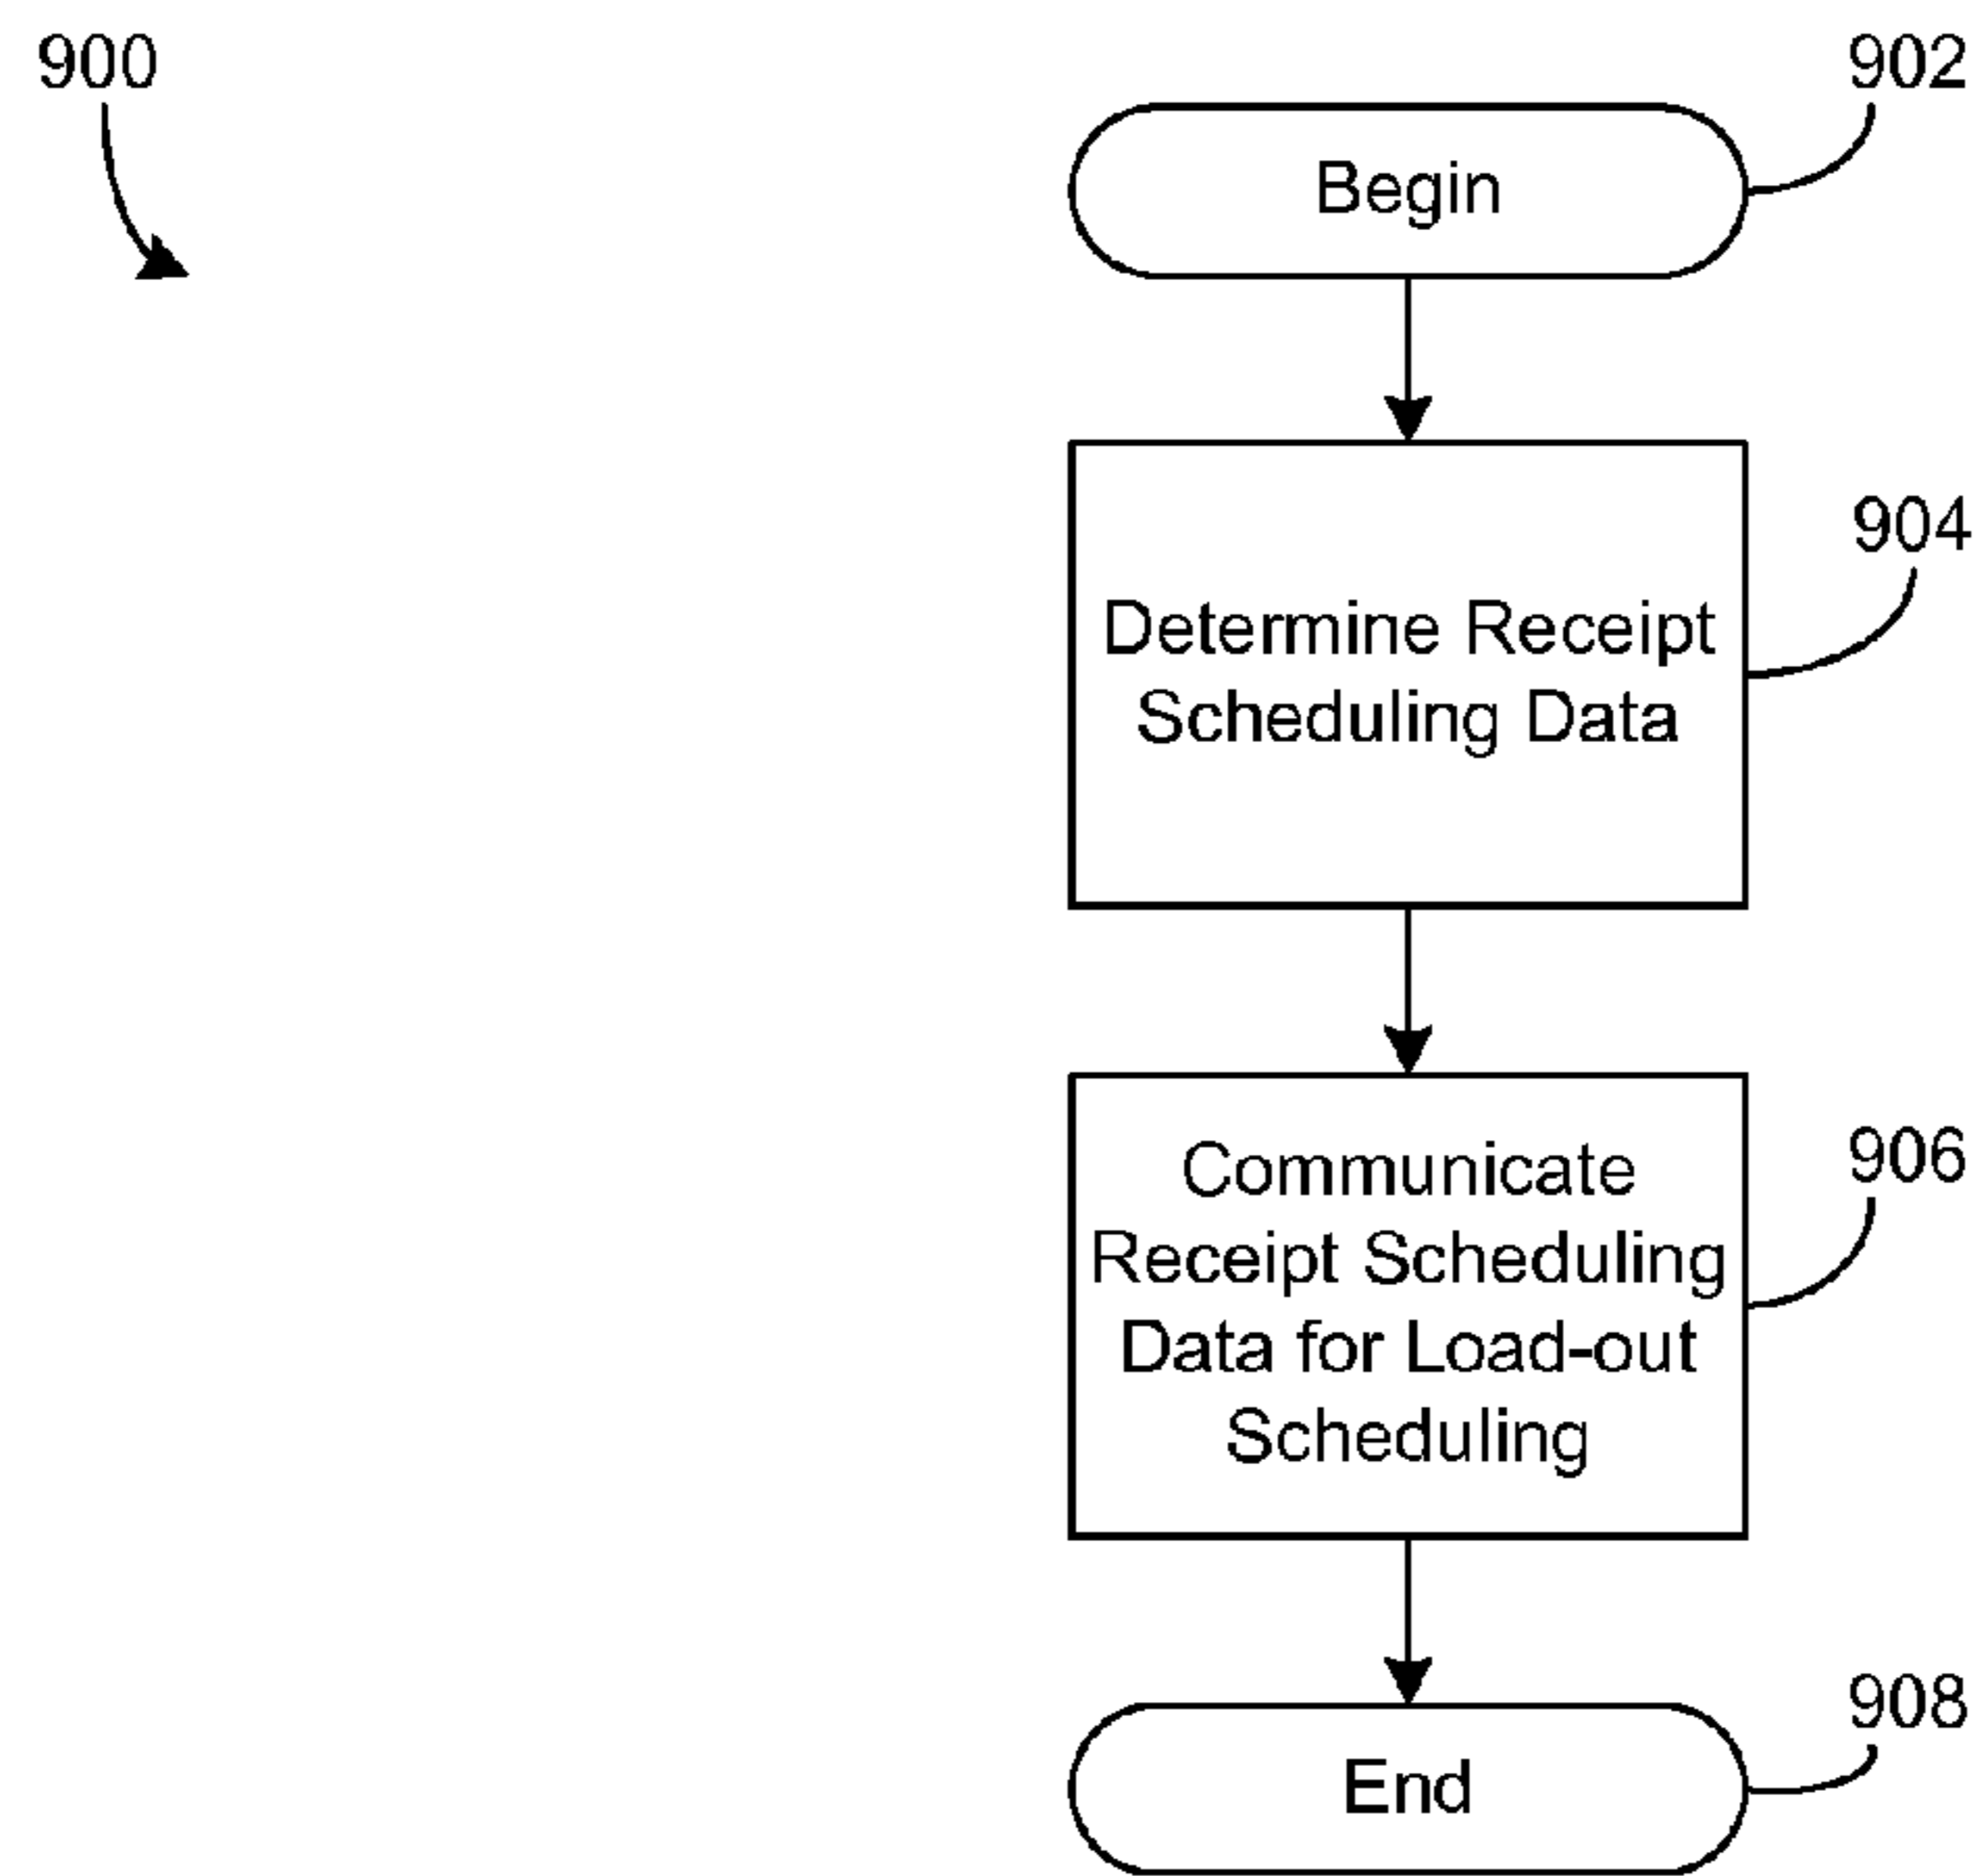 900
902
Begin
904
Determine Receipt
Scheduling Data
906
Communicate
Receipt Scheduling
Data for Load-out
Scheduling
908
End